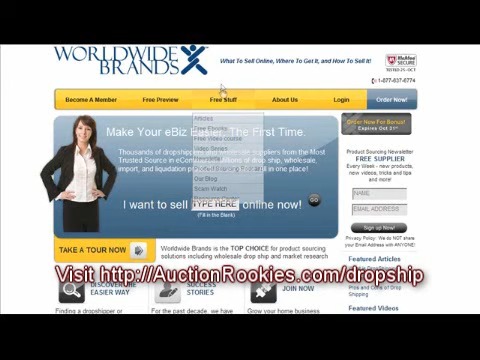 WORLDWIDE
BRANDS
What To Sell Online, Where To Get it, and How To Sell It!
McAfee
SECURE
1-877-637-6774
Become A Member
Free Preview
Free Stuff
About Us
Login
Order Now!
Articles
Free Ebooks
Free Video course
Video Series
Our Blog
Scam Watch
Make Your eBiz Easier. The First Time.
Thousands of dropship
suppliers from the Most
Trusted Source in eCommerce
millions of drop ship, wholesale,
import, and liquidation
in one place!
I want to sell TYPE HERE online now!
(Fill in the Blank)
GO
Order Now For Bonus!
Expires Oct 31st
Product Sourcing Newsletter
FREE SUPPLIER
Every Week - new products,
new videos, tricks and tips
and more!
NAME
EMAIL ADDRESS
Sign up Now!
Privacy Policy: We do NOT share
your Email Address with ANYONE!
TAKE A TOUR NOW
Worldwide Brands is the TOP CHOICE for product sourcing
solutions including wholesale drop ship and market research
Featured Articles
Visit http://AuctionRookies.com/dropship
DISCOVER
EASIER WAY
SUCCESS
STORIES
JOIN NOW
Pros and Cons of Drop
Shipping
Featured Videos
Finding a dropshipper or
For the past decade, we have
Grow your home business